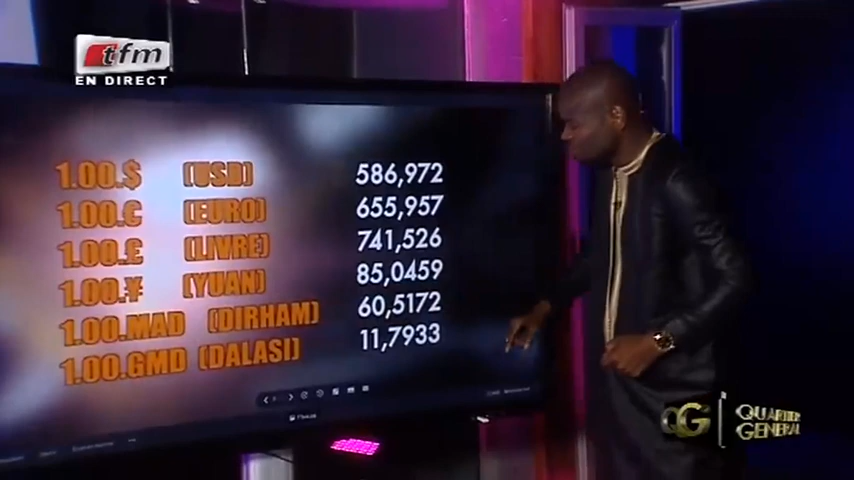 tfm
EN DIRECT
1.00.$ (USD) 586,972
1.00.€ (EURO) 655,957
1.00.£ (LIVRE) 741,526
1.00.¥ (YUAN) 85,0459
1.00.MAD (DIRHAM) 60,5172
1.00.GMD (DALASI) 11,7933
QG
QUARTIER
GENERAL